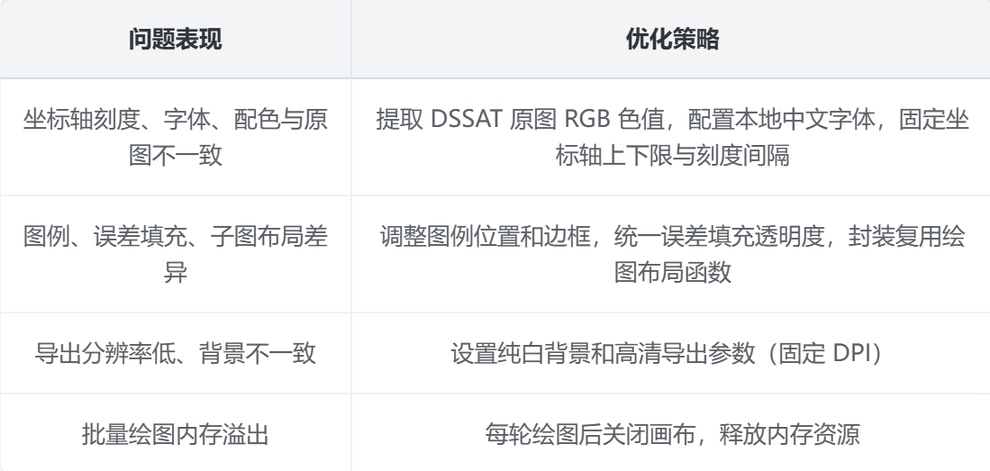 问题表现
优化策略
坐标轴刻度、字体、配色与原
图不一致
提取 DSSAT 原图 RGB 色值，配置本地中文字体，固定坐
标轴上下限与刻度间隔
图例、误差填充、子图布局差
异
调整图例位置和边框，统一误差填充透明度，封装复用绘
图布局函数
导出分辨率低、背景不一致
设置纯白背景和高清导出参数（固定 DPI）
批量绘图内存溢出
每轮绘图后关闭画布，释放内存资源